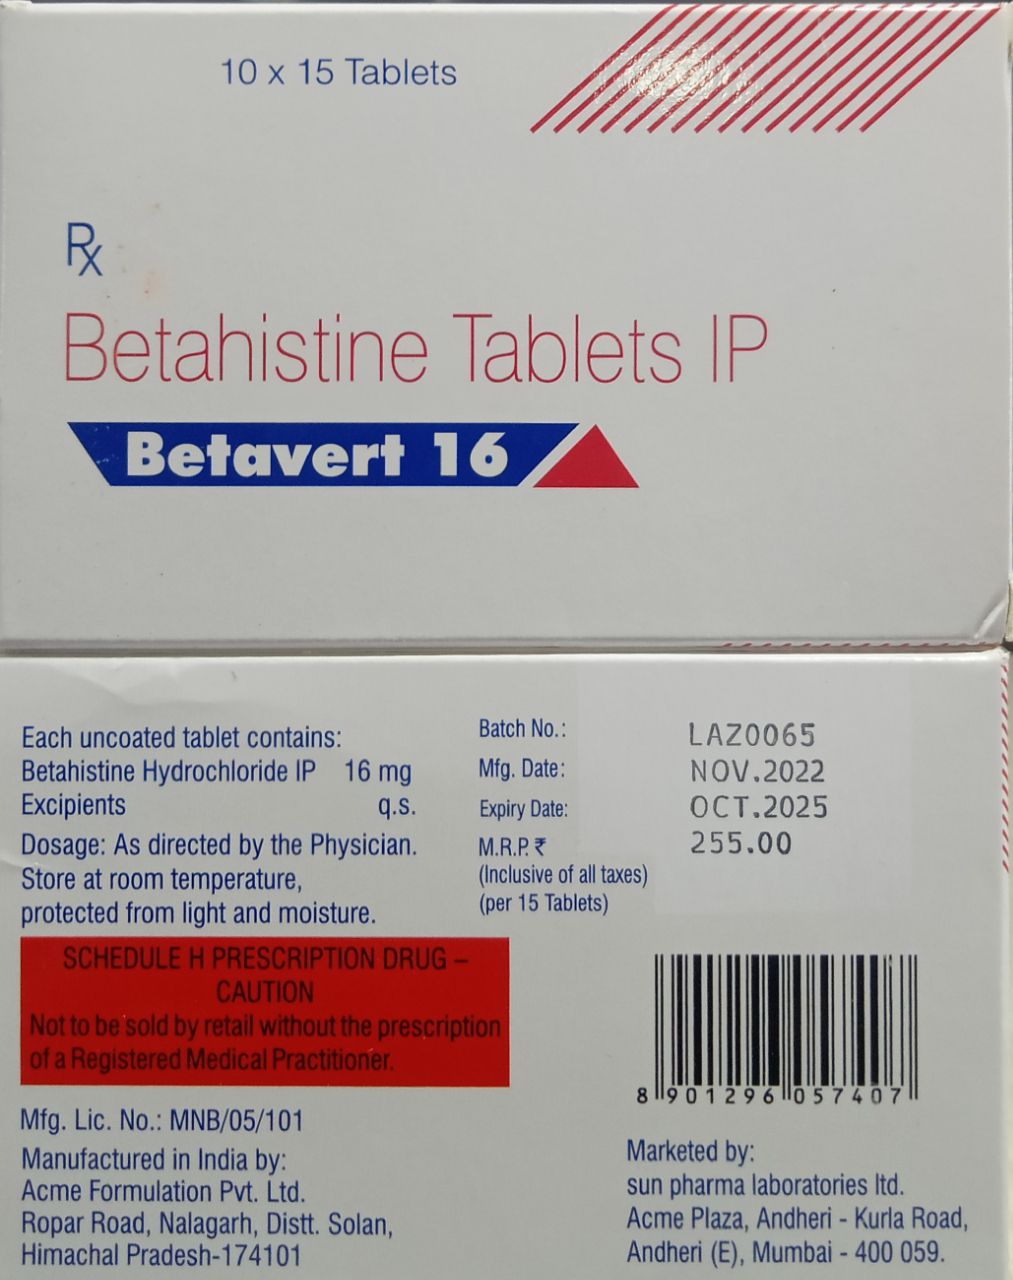 10 x 15 Tablets
Rx
Betahistine Tablets IP
Betavert 16
Each uncoated tablet contains:
Betahistine Hydrochloride IP 16 mg
Excipients q.s.
Dosage: As directed by the Physician.
Store at room temperature,
protected from light and moisture.
SCHEDULE H PRESCRIPTION DRUG –
CAUTION
Not to be sold by retail without the prescription
of a Registered Medical Practitioner.
Mfg. Lic. No.: MNB/05/101
Manufactured in India by:
Acme Formulation Pvt. Ltd.
Ropar Road, Nalagarh, Distt. Solan,
Himachal Pradesh-174101
Batch No.: LAZ0065
Mfg. Date: NOV.2022
Expiry Date: OCT.2025
M.R.P. ₹ 255.00
(Inclusive of all taxes)
(per 15 Tablets)
8 901296 057407
Marketed by:
sun pharma laboratories ltd.
Acme Plaza, Andheri - Kurla Road,
Andheri (E), Mumbai - 400 059.